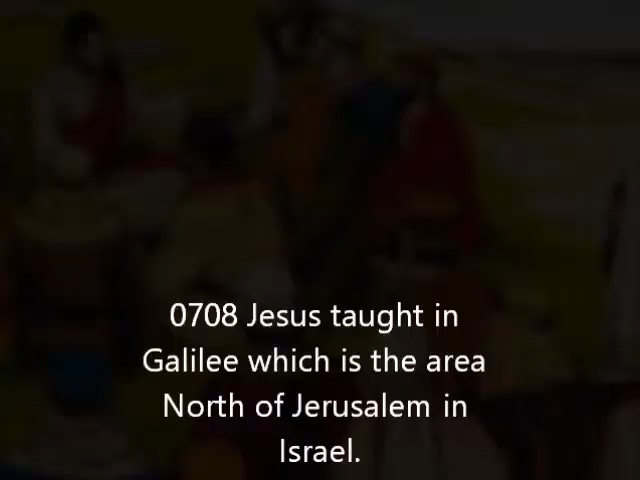 0708 Jesus taught in
Galilee which is the area
North of Jerusalem in
Israel.